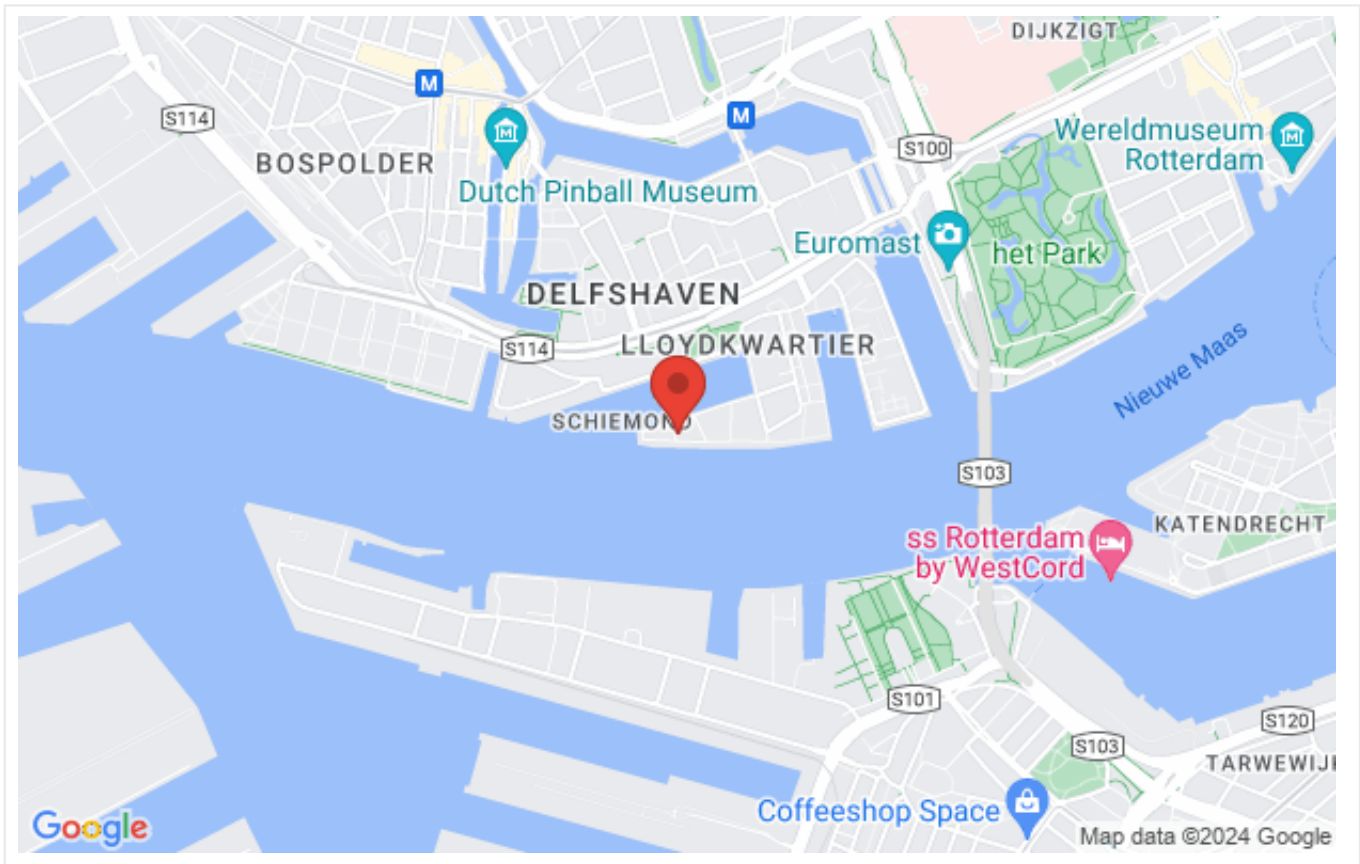 DIJKZIGT
M
S114
M
Wereldmuseum
Rotterdam
S100
BOSPOLDER
Dutch Pinball Museum
Euromast
het Park
DELFSHAVEN
S114
LLOYDKWARTIER
Nieuwe Maas
SCHIEMOND
S103
KATENDRECHT
ss Rotterdam
by WestCord
S101
S120
S103
TARWEWIJK
Coffeeshop Space
Google
Map data ©2024 Google